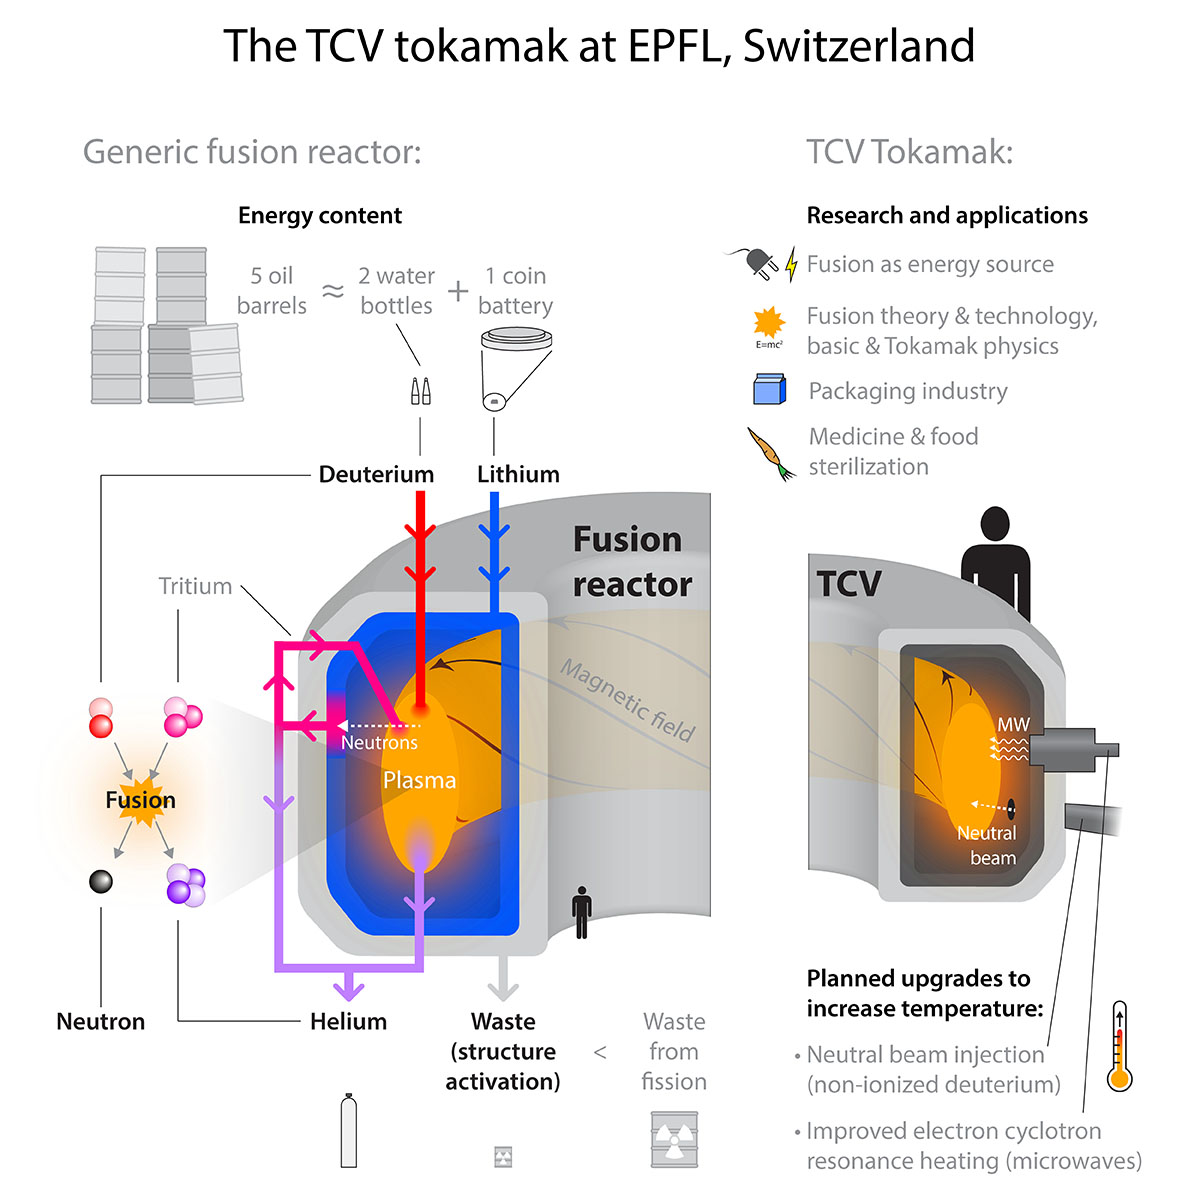 The TCV tokamak at EPFL, Switzerland
Generic fusion reactor:
Energy content
5 oil
barrels
≈
2 water
bottles
+
1 coin
battery
Deuterium
Lithium
Fusion
reactor
Tritium
Magnetic field
Neutrons
Plasma
Fusion
Neutron
Helium
Waste
(structure
activation)
<
Waste
from
fission
TCV Tokamak:
Research and applications
Fusion as energy source
E=mc²
Fusion theory & technology,
basic & Tokamak physics
Packaging industry
Medicine & food
sterilization
TCV
MW
Neutral
beam
Planned upgrades to
increase temperature:
• Neutral beam injection
(non-ionized deuterium)
• Improved electron cyclotron
resonance heating (microwaves)